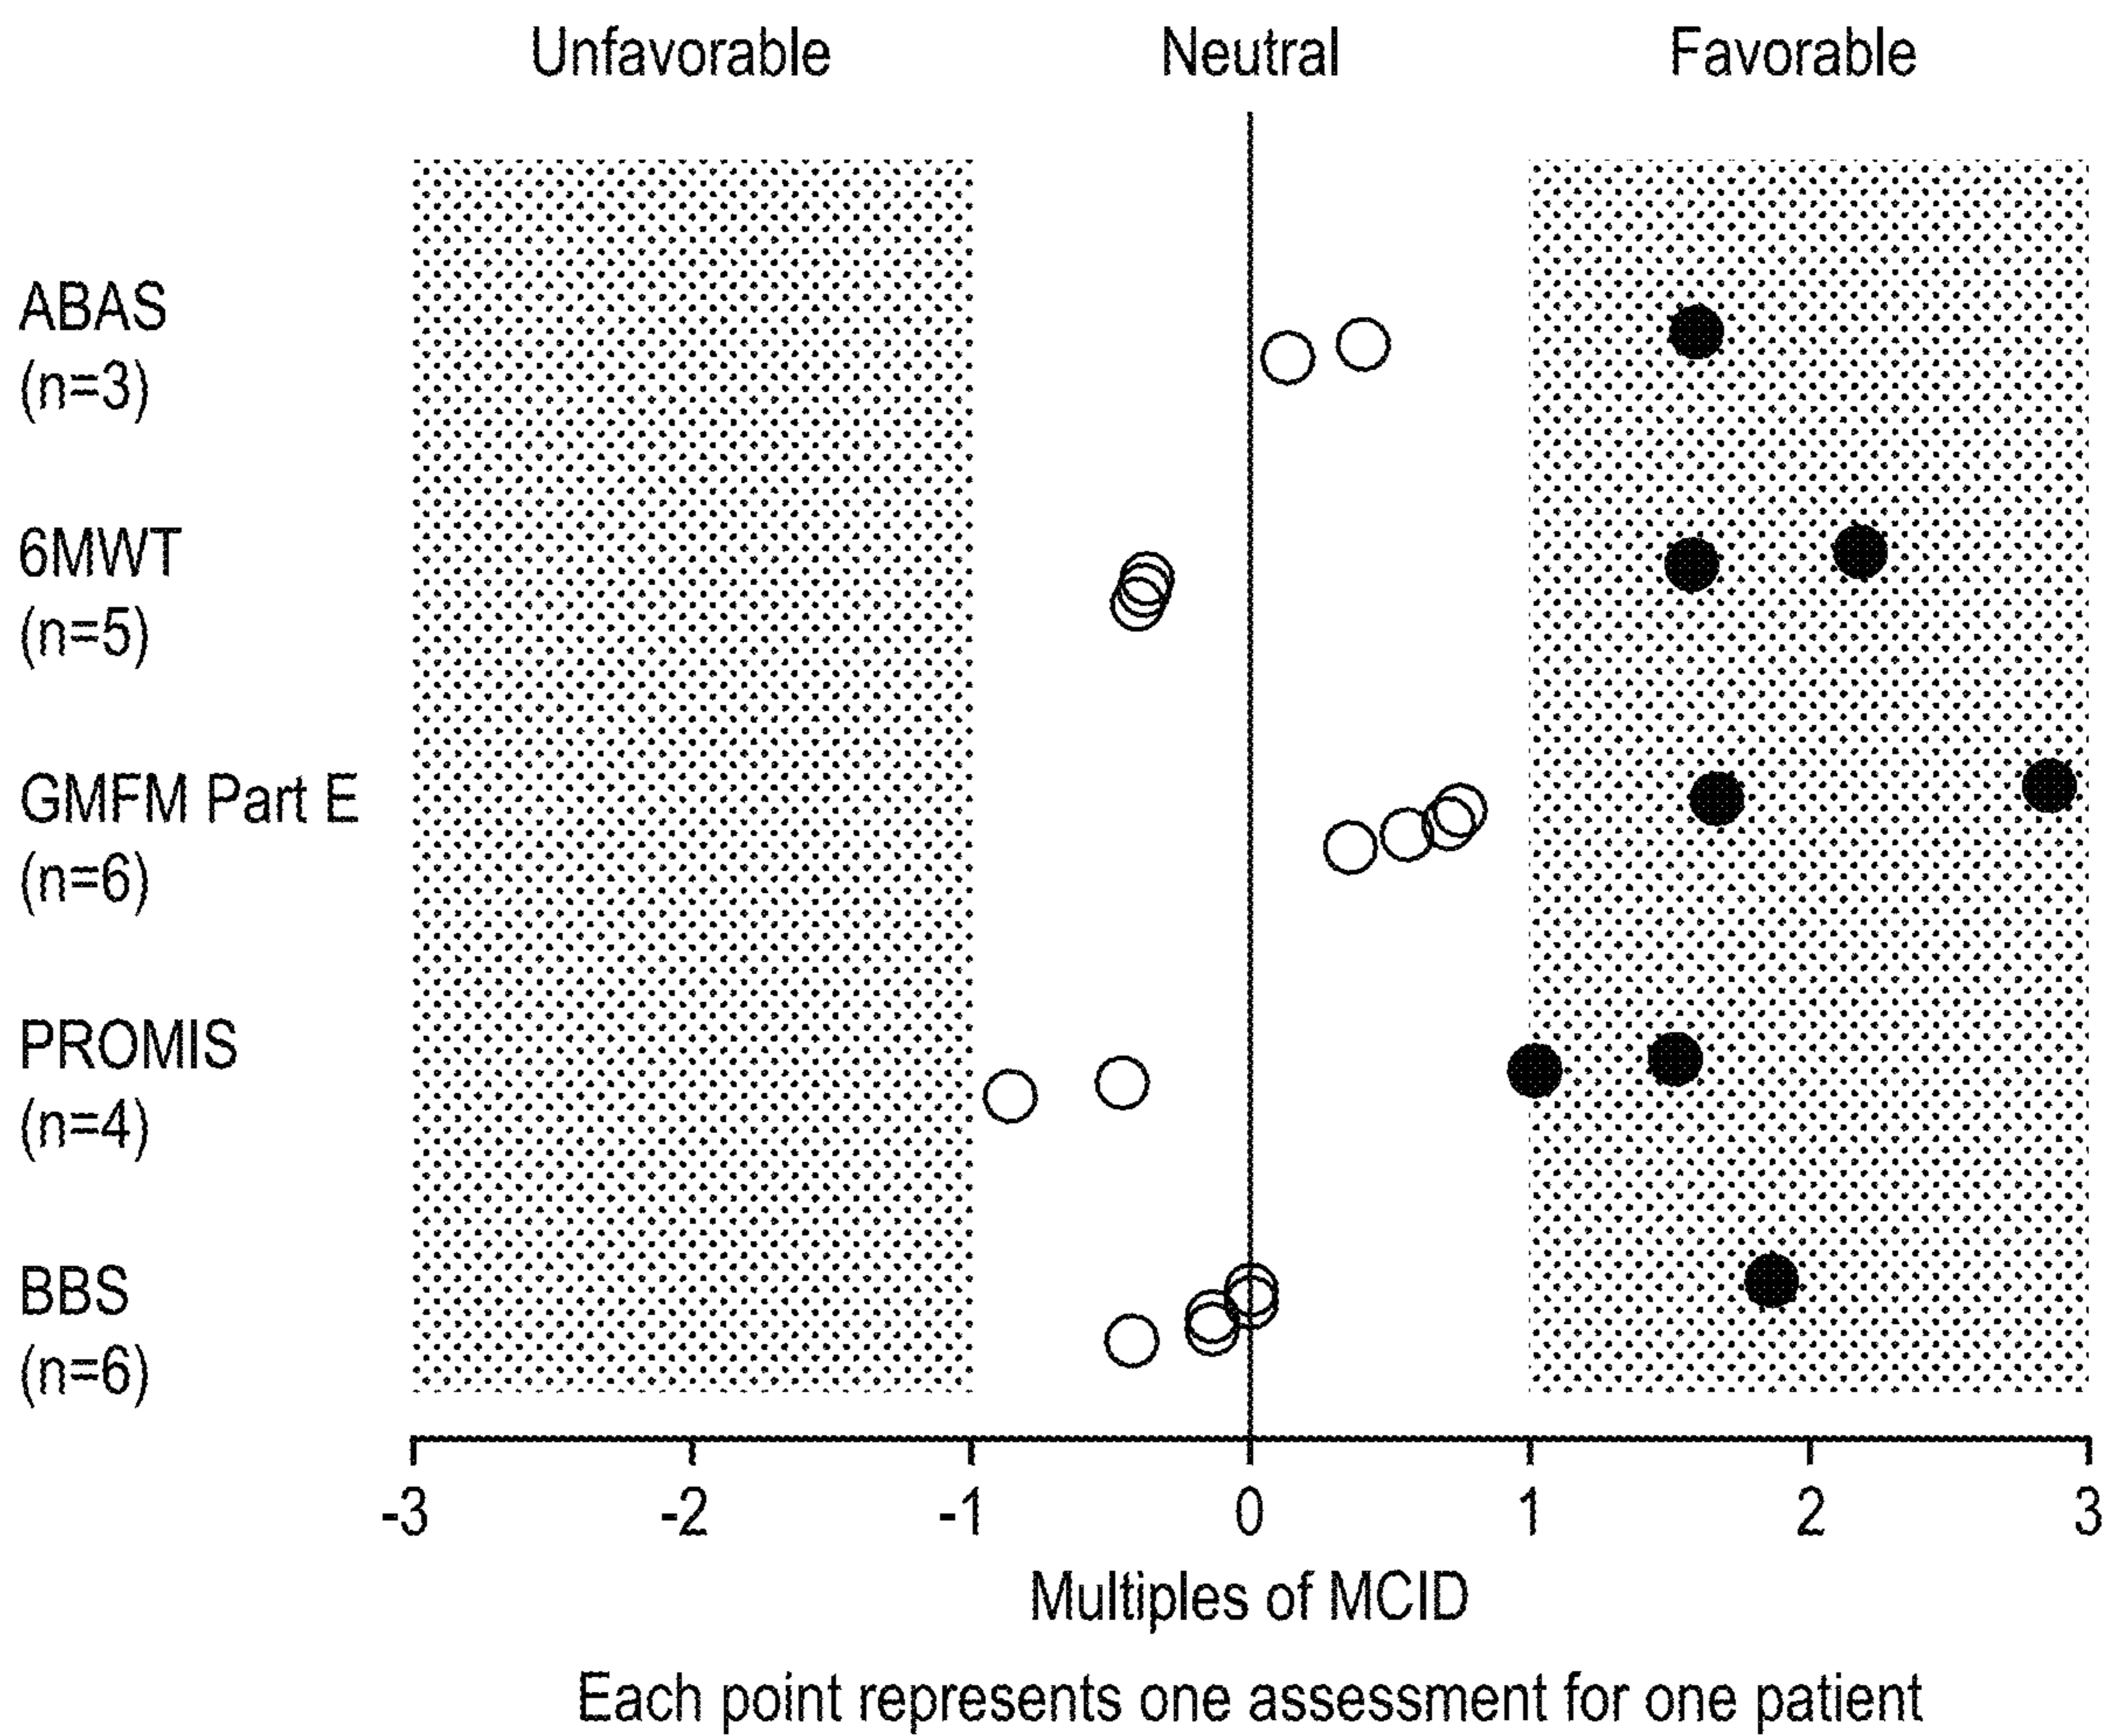 Unfavorable Neutral Favorable
ABAS
(n=3)
6MWT
(n=5)
GMFM Part E
(n=6)
PROMIS
(n=4)
BBS
(n=6)
-3 -2 -1 0 1 2 3
Multiples of MCID
Each point represents one assessment for one patient